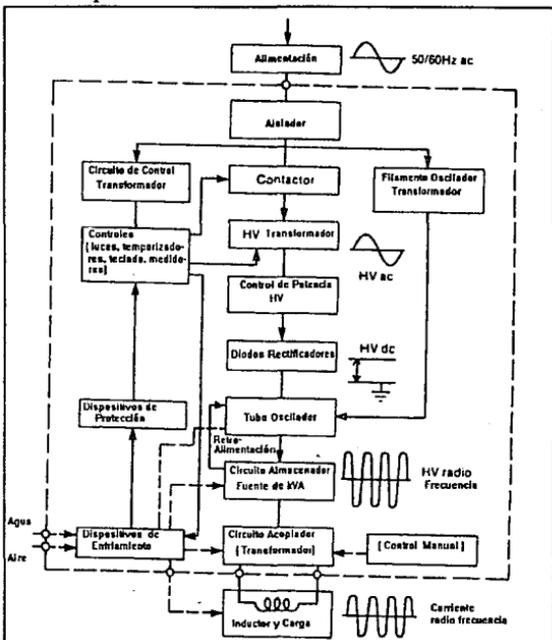 Alimentación
50/60Hz ac
Aislador
Circuito de Control
Transformador
Contactor
Filamento Oscilador
Transformador
Controles
[luces, temporizado-
res, teclado, medido-
res]
HV Transformador
HV ac
Control de Potencia
HV
Diodos Rectificadores
HV dc
Dispositivos de
Protección
Tubo Oscilador
Retro-
Alimentación
Circuito Almacenador
Fuente de kVA
HV radio
Frecuencia
Agua
Aire
Dispositivos de
Enfriamiento
Circuito Acoplador
[Transformador]
[Control Manual]
Inductor y Carga
Corriente
radio frecuencia